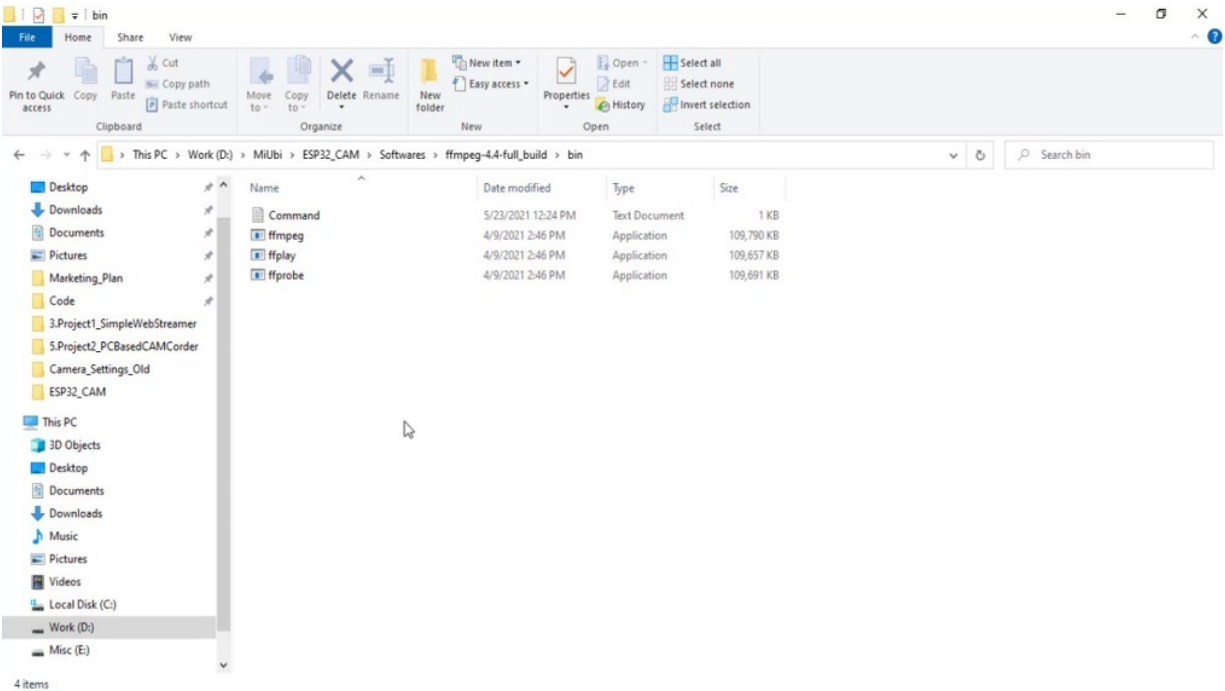 bin
File Home Share View
Pin to Quick access Copy Paste Cut Copy path Paste shortcut Move to Copy to Delete Rename New folder New item Easy access Properties Open Edit History Select all Select none Invert selection
Clipboard Organize New Open Select
This PC > Work (D:) > MiUbi > ESP32_CAM > Softwares > ffmpeg-4.4-full_build > bin Search bin
Desktop
Downloads
Documents
Pictures
Marketing_Plan
Code
3.Project1_SimpleWebStreamer
5.Project2_PCBasedCAMCorder
Camera_Settings_Old
ESP32_CAM
This PC
3D Objects
Desktop
Documents
Downloads
Music
Pictures
Videos
Local Disk (C:)
Work (D:)
Misc (E:)
Name Date modified Type Size
Command 5/23/2021 12:24 PM Text Document 1 KB
ffmpeg 4/9/2021 2:46 PM Application 109,790 KB
ffplay 4/9/2021 2:46 PM Application 109,657 KB
ffprobe 4/9/2021 2:46 PM Application 109,691 KB
4 items